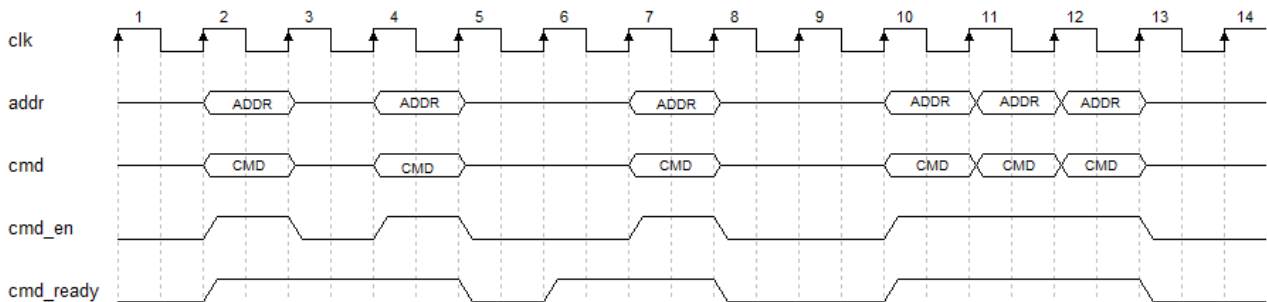 1 2 3 4 5 6 7 8 9 10 11 12 13 14
clk
addr ADDR ADDR ADDR ADDR ADDR ADDR
cmd CMD CMD CMD CMD CMD CMD
cmd_en
cmd_ready